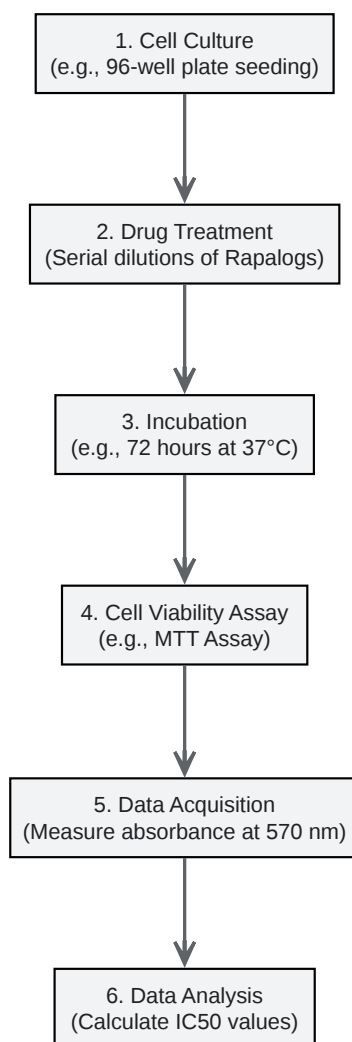 1. Cell Culture
(e.g., 96-well plate seeding)
2. Drug Treatment
(Serial dilutions of Rapalogs)
3. Incubation
(e.g., 72 hours at 37°C)
4. Cell Viability Assay
(e.g., MTT Assay)
5. Data Acquisition
(Measure absorbance at 570 nm)
6. Data Analysis
(Calculate IC50 values)